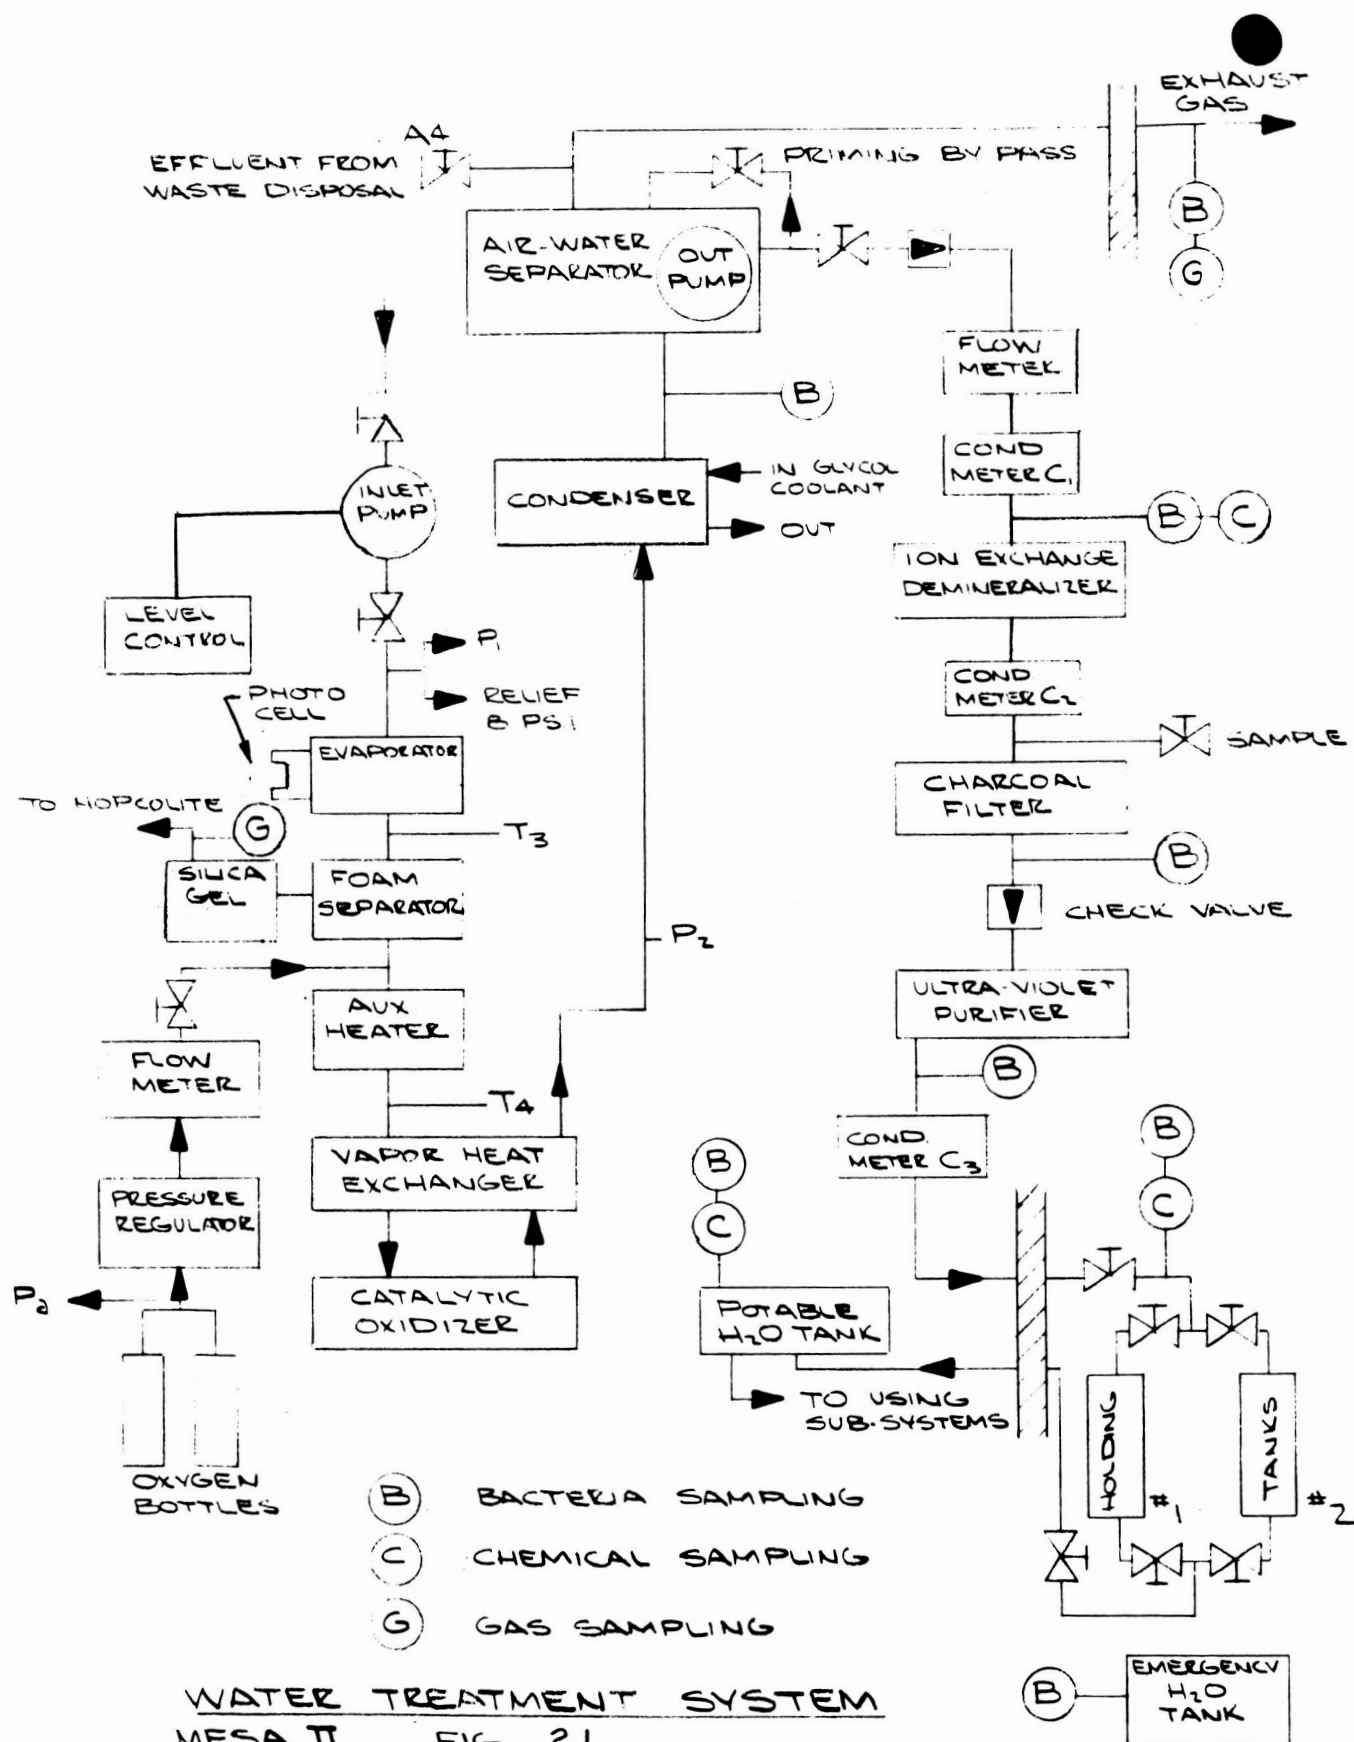 EXHAUST
GAS
A4
EFFLUENT FROM
WASTE DISPOSAL
PRIMING BY PASS
B
G
AIR-WATER
SEPARATOR
OUT
PUMP
FLOW
METER
B
COND
METER C1
IN GLYCOL
COOLANT
CONDENSER
OUT
INLET
PUMP
B
C
ION EXCHANGE
DEMINERALIZER
LEVEL
CONTROL
P1
RELIEF
8 PSI
COND
METER C2
PHOTO
CELL
SAMPLE
EVAPORATOR
CHARCOAL
FILTER
TO HOPCOLITE
G
T3
B
SILICA
GEL
FOAM
SEPARATOR
CHECK VALVE
P2
ULTRA-VIOLET
PURIFIER
AUX
HEATER
FLOW
METER
B
T4
COND.
METER C3
B
B
VAPOR HEAT
EXCHANGER
PRESSURE
REGULATOR
C
C
Pa
CATALYTIC
OXIDIZER
POTABLE
H2O TANK
TO USING
SUB-SYSTEMS
HOLDING
TANKS
#1
#2
OXYGEN
BOTTLES
B BACTERIA SAMPLING
C CHEMICAL SAMPLING
G GAS SAMPLING
B
EMERGENCY
H2O
TANK
WATER TREATMENT SYSTEM
MESA II FIG 21